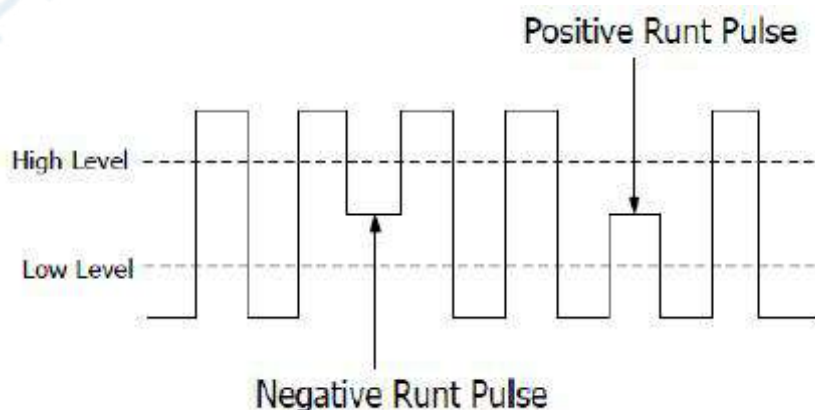 Positive Runt Pulse
High Level
Low Level
Negative Runt Pulse